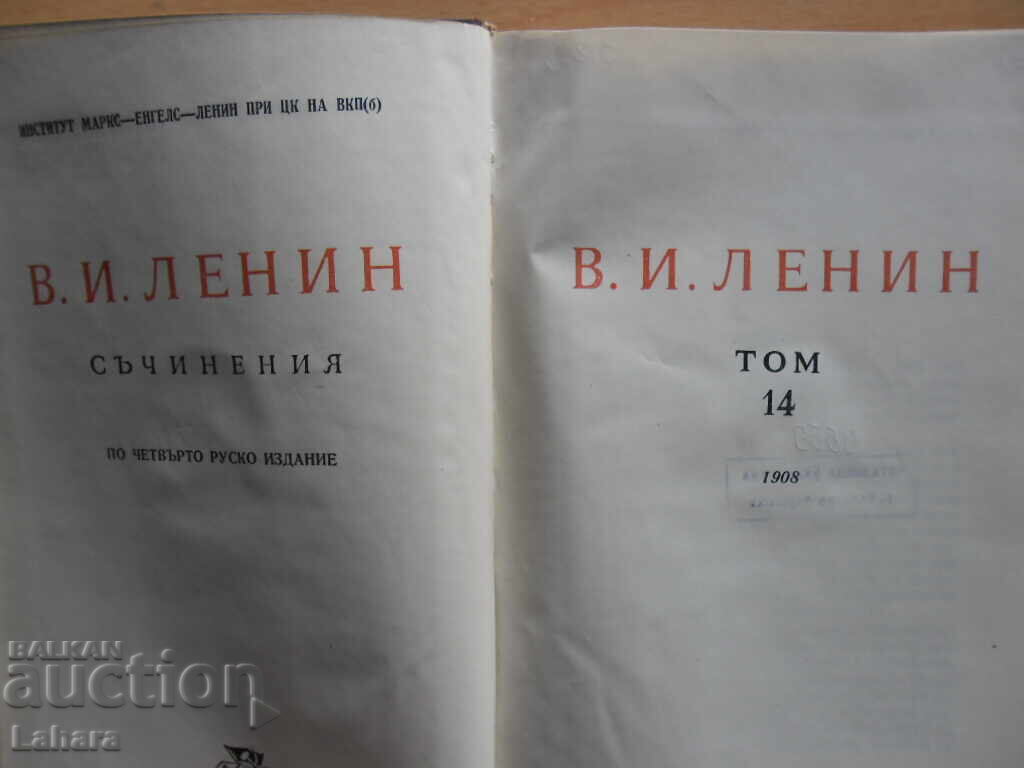 ИНСТИТУТ МАРКС—ЕНГЕЛС—ЛЕНИН ПРИ ЦК НА ВКП(б)
В. И. ЛЕНИН
СЪЧИНЕНИЯ
ПО ЧЕТВЪРТО РУСКО ИЗДАНИЕ
В. И. ЛЕНИН
ТОМ
14
1908
BALKAN
auction
Lahara